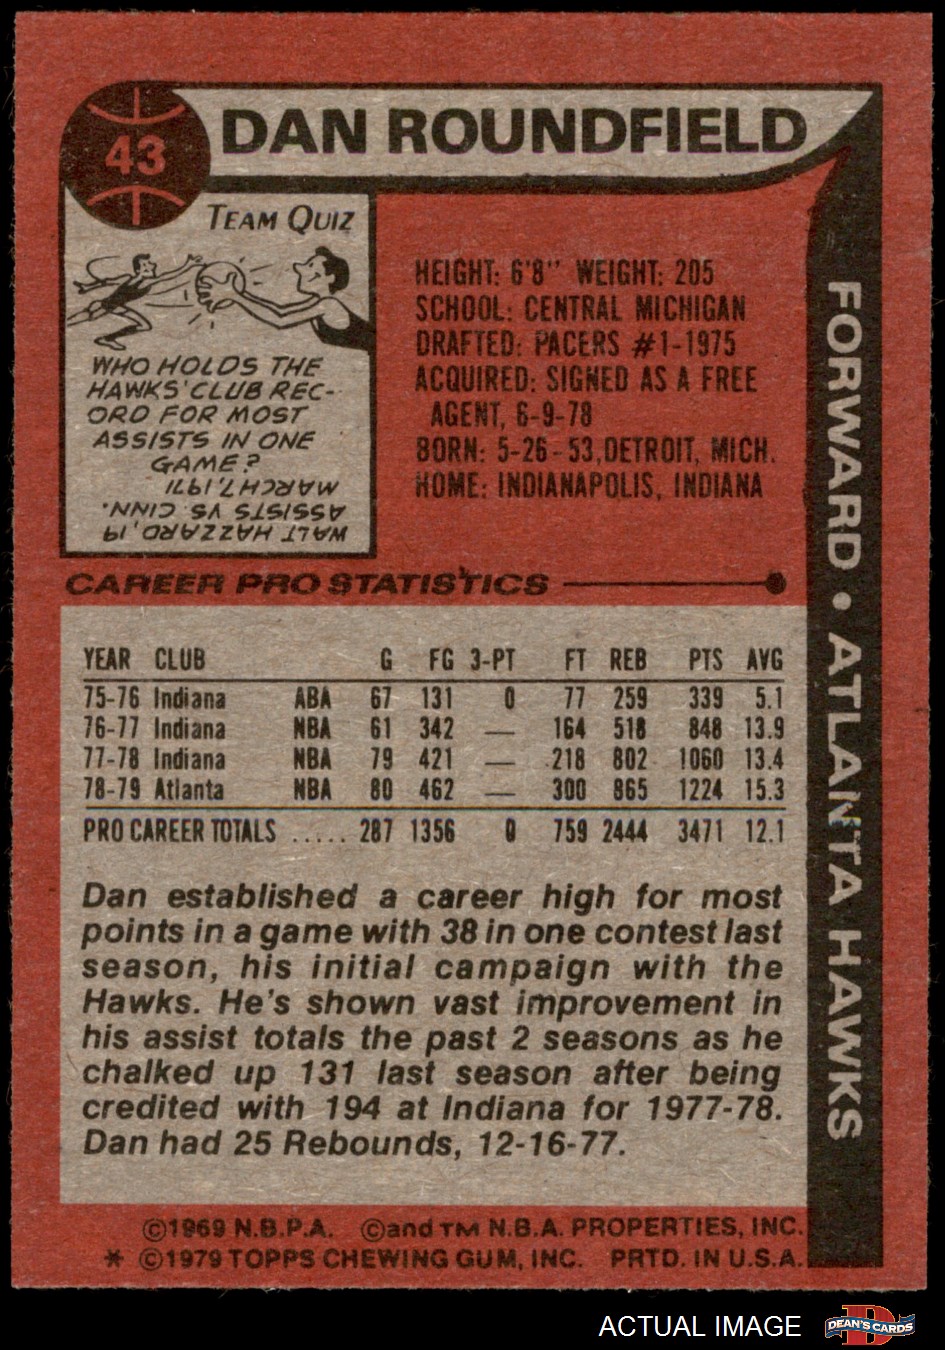 43
DAN ROUNDFIELD
TEAM QUIZ
WHO HOLDS THE
HAWKS' CLUB REC-
ORD FOR MOST
ASSISTS IN ONE
GAME?
WALT HAZZARD, 19
ASSISTS VS CINN.
MARCH 7, 1971
HEIGHT: 6'8" WEIGHT: 205
SCHOOL: CENTRAL MICHIGAN
DRAFTED: PACERS #1-1975
ACQUIRED: SIGNED AS A FREE
AGENT, 6-9-78
BORN: 5-26-53, DETROIT, MICH.
HOME: INDIANAPOLIS, INDIANA
FORWARD • ATLANTA HAWKS
CAREER PRO STATISTICS
YEAR CLUB G FG 3-PT FT REB PTS AVG
75-76 Indiana ABA 67 131 0 77 259 339 5.1
76-77 Indiana NBA 61 342 — 164 518 848 13.9
77-78 Indiana NBA 79 421 — 218 802 1060 13.4
78-79 Atlanta NBA 80 462 — 300 865 1224 15.3
PRO CAREER TOTALS ..... 287 1356 0 759 2444 3471 12.1
Dan established a career high for most
points in a game with 38 in one contest last
season, his initial campaign with the
Hawks. He's shown vast improvement in
his assist totals the past 2 seasons as he
chalked up 131 last season after being
credited with 194 at Indiana for 1977-78.
Dan had 25 Rebounds, 12-16-77.
©1969 N.B.P.A. ©and TM N.B.A. PROPERTIES, INC.
* ©1979 TOPPS CHEWING GUM, INC. PRTD. IN U.S.A.
ACTUAL IMAGE
DEAN'S CARDS